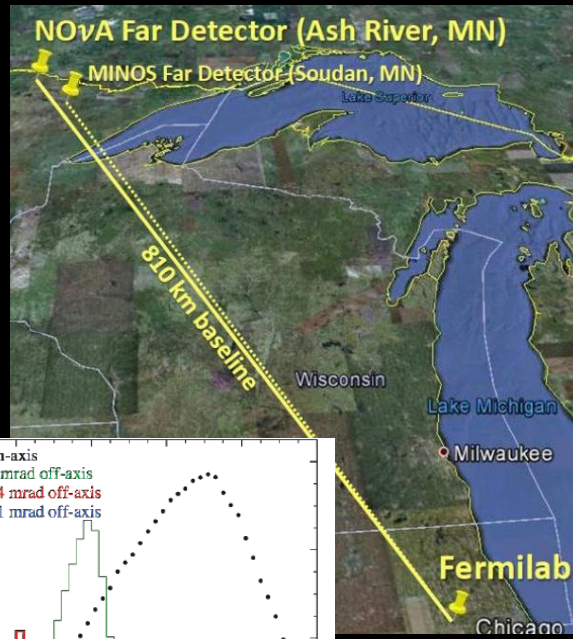 NOνA Far Detector (Ash River, MN)
MINOS Far Detector (Soudan, MN)
Lake Superior
810 km baseline
Wisconsin
Lake Michigan
Milwaukee
Fermilab
Chicago
off-axis
mrad off-axis
mrad off-axis